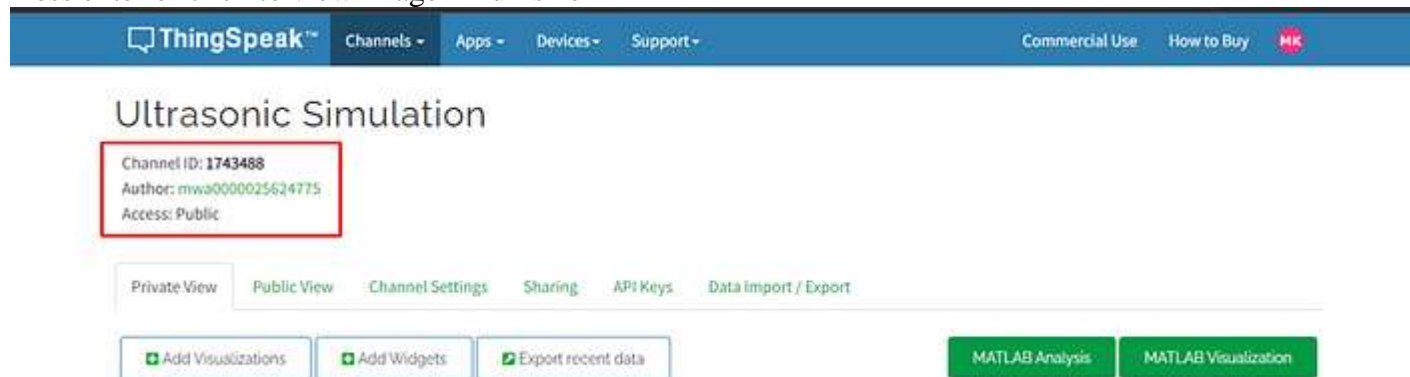 ThingSpeak™ Channels Apps Devices Support Commercial Use How to Buy MK
Ultrasonic Simulation
Channel ID: 1743488
Author: mwa0000025624775
Access: Public
Private View Public View Channel Settings Sharing API Keys Data Import / Export
Add Visualizations Add Widgets Export recent data MATLAB Analysis MATLAB Visualization